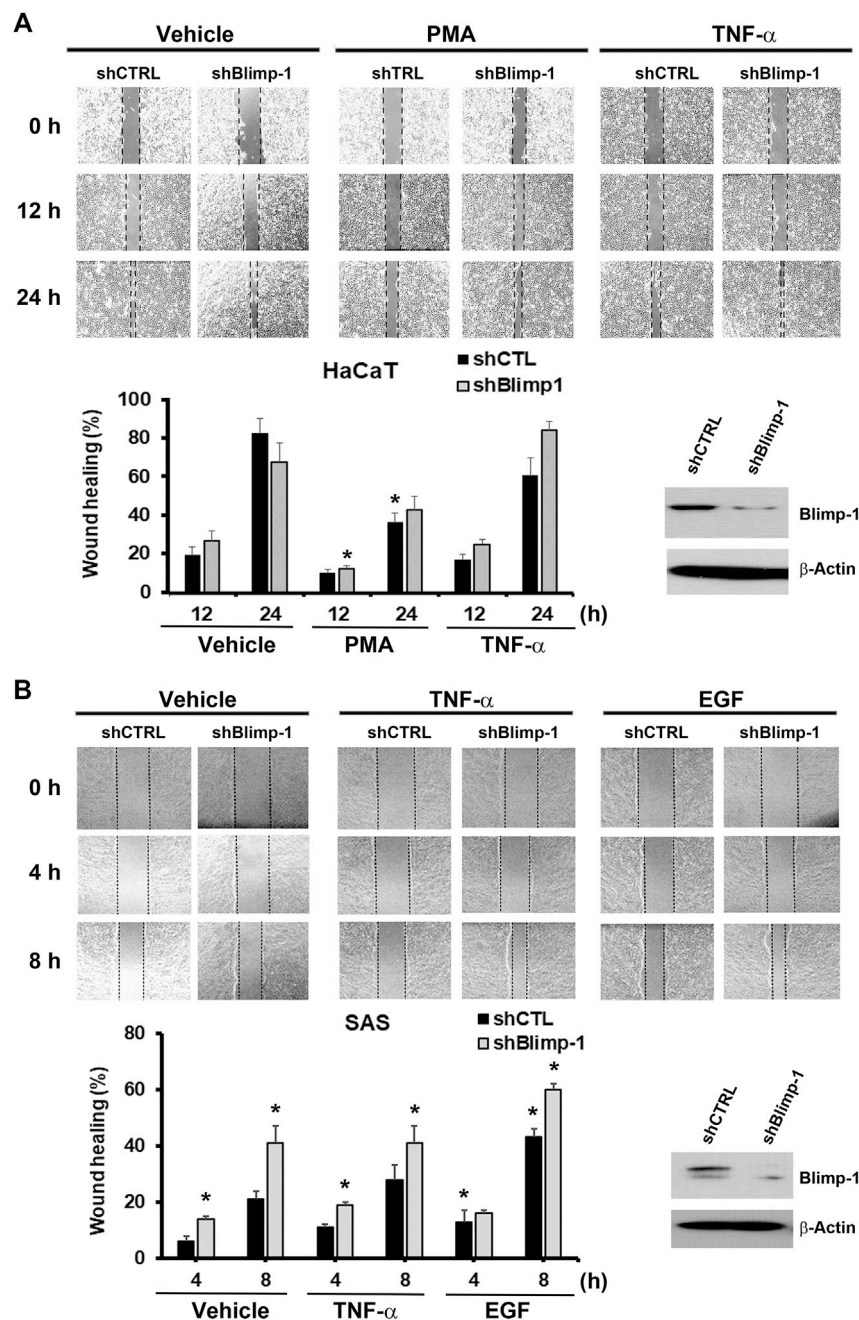 A
Vehicle PMA TNF-α
shCTRL shBlimp-1 shTRL shBlimp-1 shCTRL shBlimp-1
0 h
12 h
24 h
HaCaT
shCTL
shBlimp1
Wound healing (%)
100
80
60
40
20
0
* *
12 24 12 24 12 24 (h)
Vehicle PMA TNF-α
shCTRL shBlimp-1
Blimp-1
β-Actin
B
Vehicle TNF-α EGF
shCTRL shBlimp-1 shCTRL shBlimp-1 shCTRL shBlimp-1
0 h
4 h
8 h
SAS
shCTL
shBlimp-1
Wound healing (%)
80
60
40
20
0
* * * * * * *
4 8 4 8 4 8 (h)
Vehicle TNF-α EGF
shCTRL shBlimp-1
Blimp-1
β-Actin